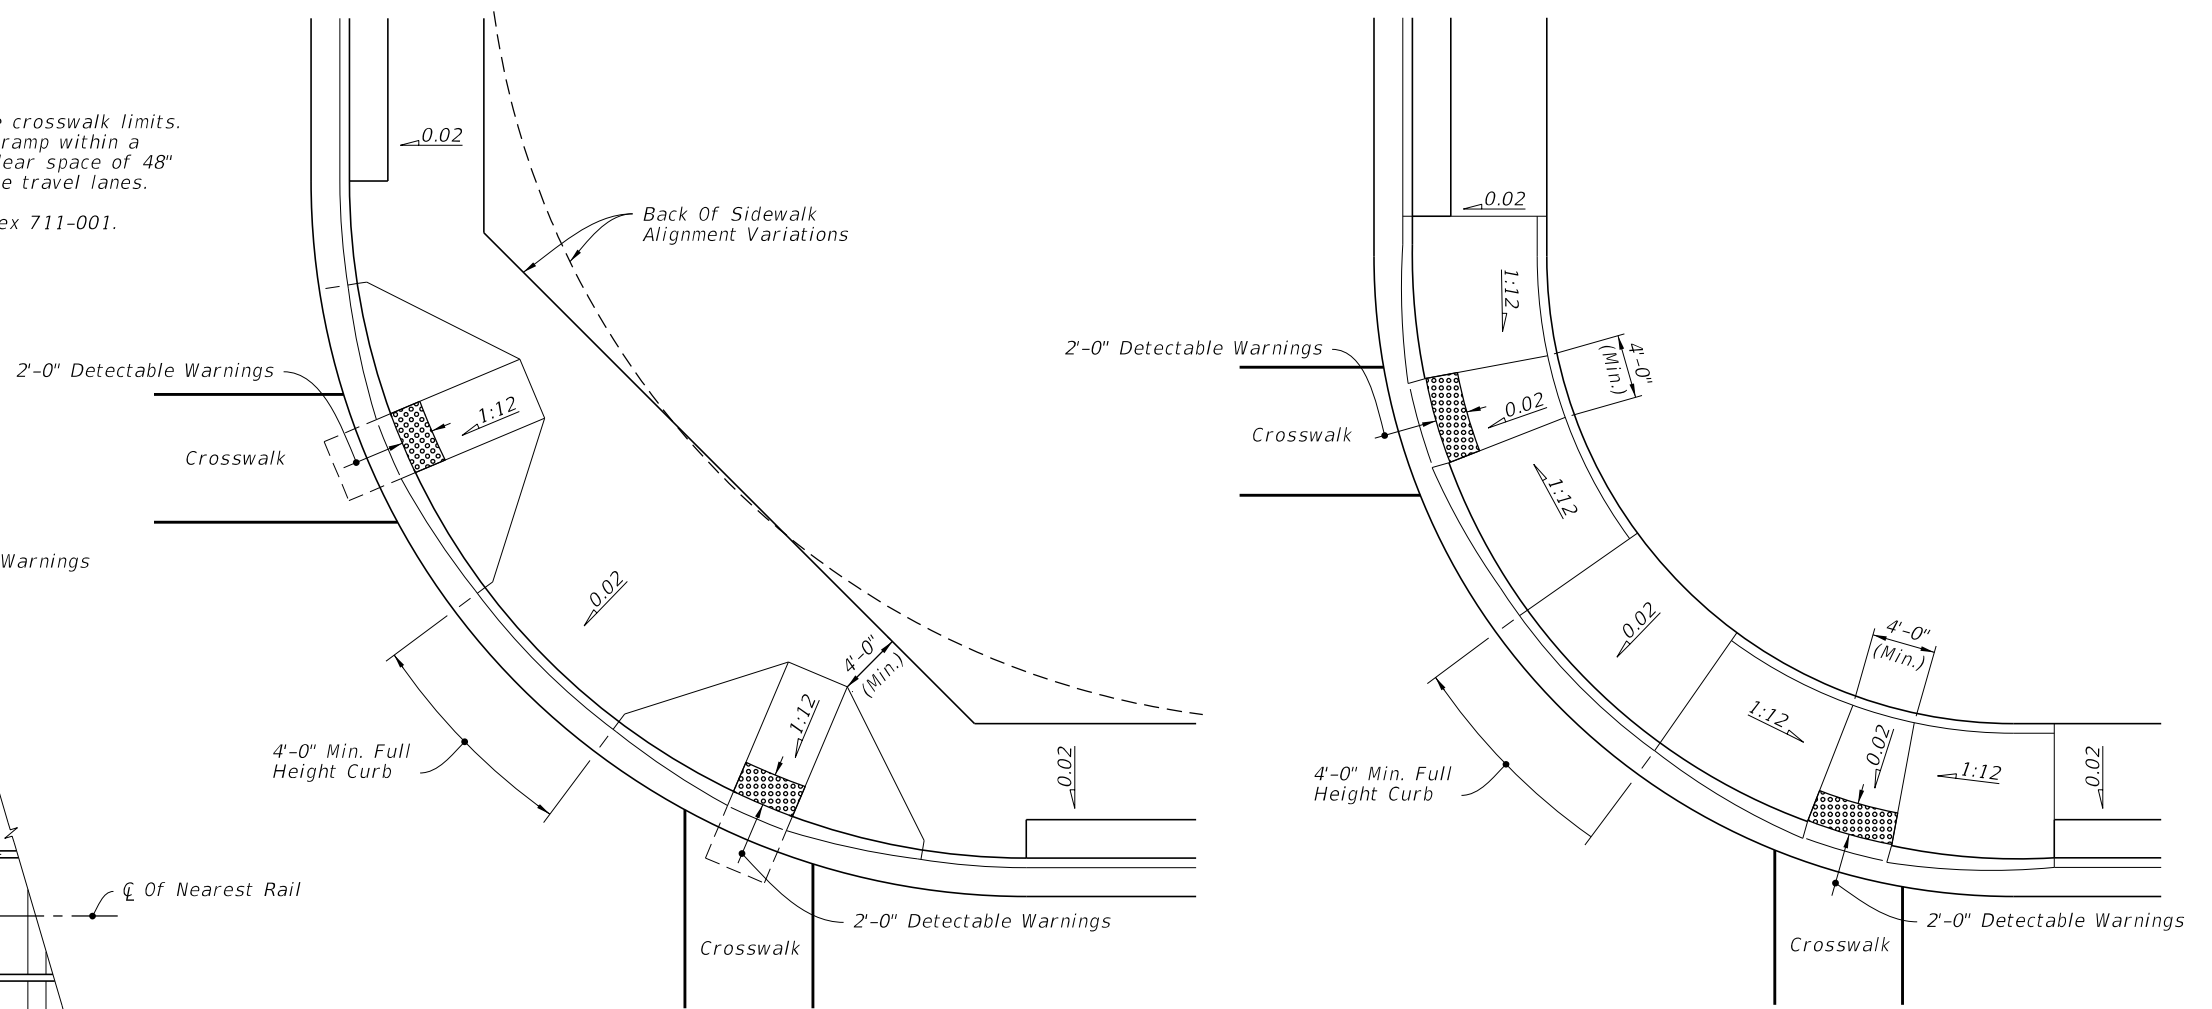 crosswalk limits.
ramp within a
lear space of 48"
e travel lanes.
ex 711-001.
0.02
Back Of Sidewalk
Alignment Variations
2'-0" Detectable Warnings
1:12
Crosswalk
Warnings
0.02
4'-0"
(Min.)
1:12
4'-0" Min. Full
Height Curb
0.02
℄ Of Nearest Rail
2'-0" Detectable Warnings
Crosswalk
0.02
1:12
2'-0" Detectable Warnings
4'-0"
(Min.)
0.02
Crosswalk
1:12
0.02
4'-0"
(Min.)
1:12
0.02
1:12
0.02
4'-0" Min. Full
Height Curb
2'-0" Detectable Warnings
Crosswalk